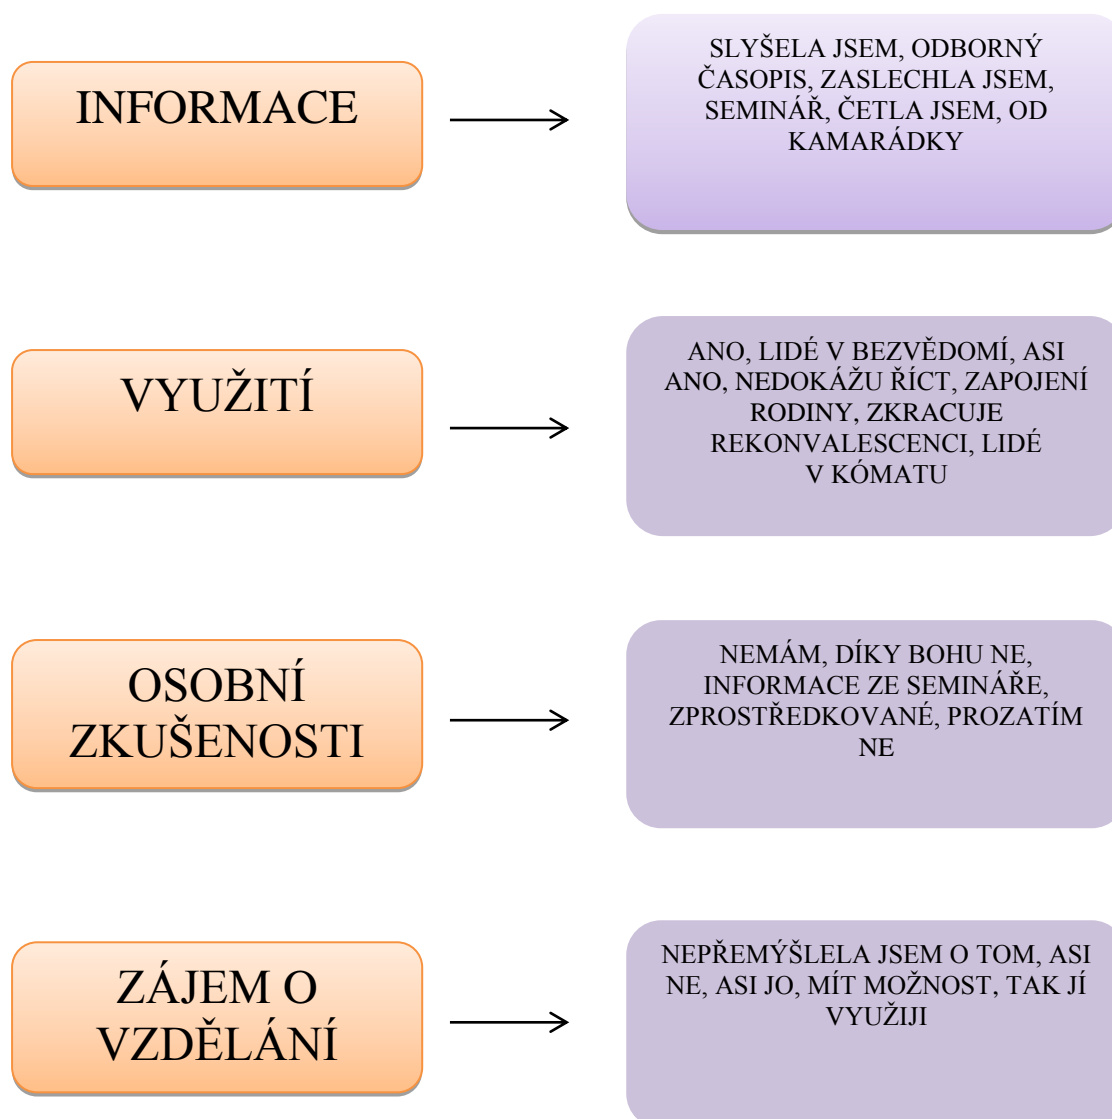 INFORMACE
SLYŠELA JSEM, ODBORNÝ
ČASOPIS, ZASLECHLA JSEM,
SEMINÁŘ, ČETLA JSEM, OD
KAMARÁDKY
VYUŽITÍ
ANO, LIDÉ V BEZVĚDOMÍ, ASI
ANO, NEDOKÁŽU ŘÍCT, ZAPOJENÍ
RODINY, ZKRACUJE
REKONVALESCENCI, LIDÉ
V KÓMATU
OSOBNÍ
ZKUŠENOSTI
NEMÁM, DÍKY BOHU NE,
INFORMACE ZE SEMINÁŘE,
ZPROSTŘEDKOVANÉ, PROZATÍM
NE
ZÁJEM O
VZDĚLÁNÍ
NEPŘEMÝŠLELA JSEM O TOM, ASI
NE, ASI JO, MÍT MOŽNOST, TAK JÍ
VYUŽIJI